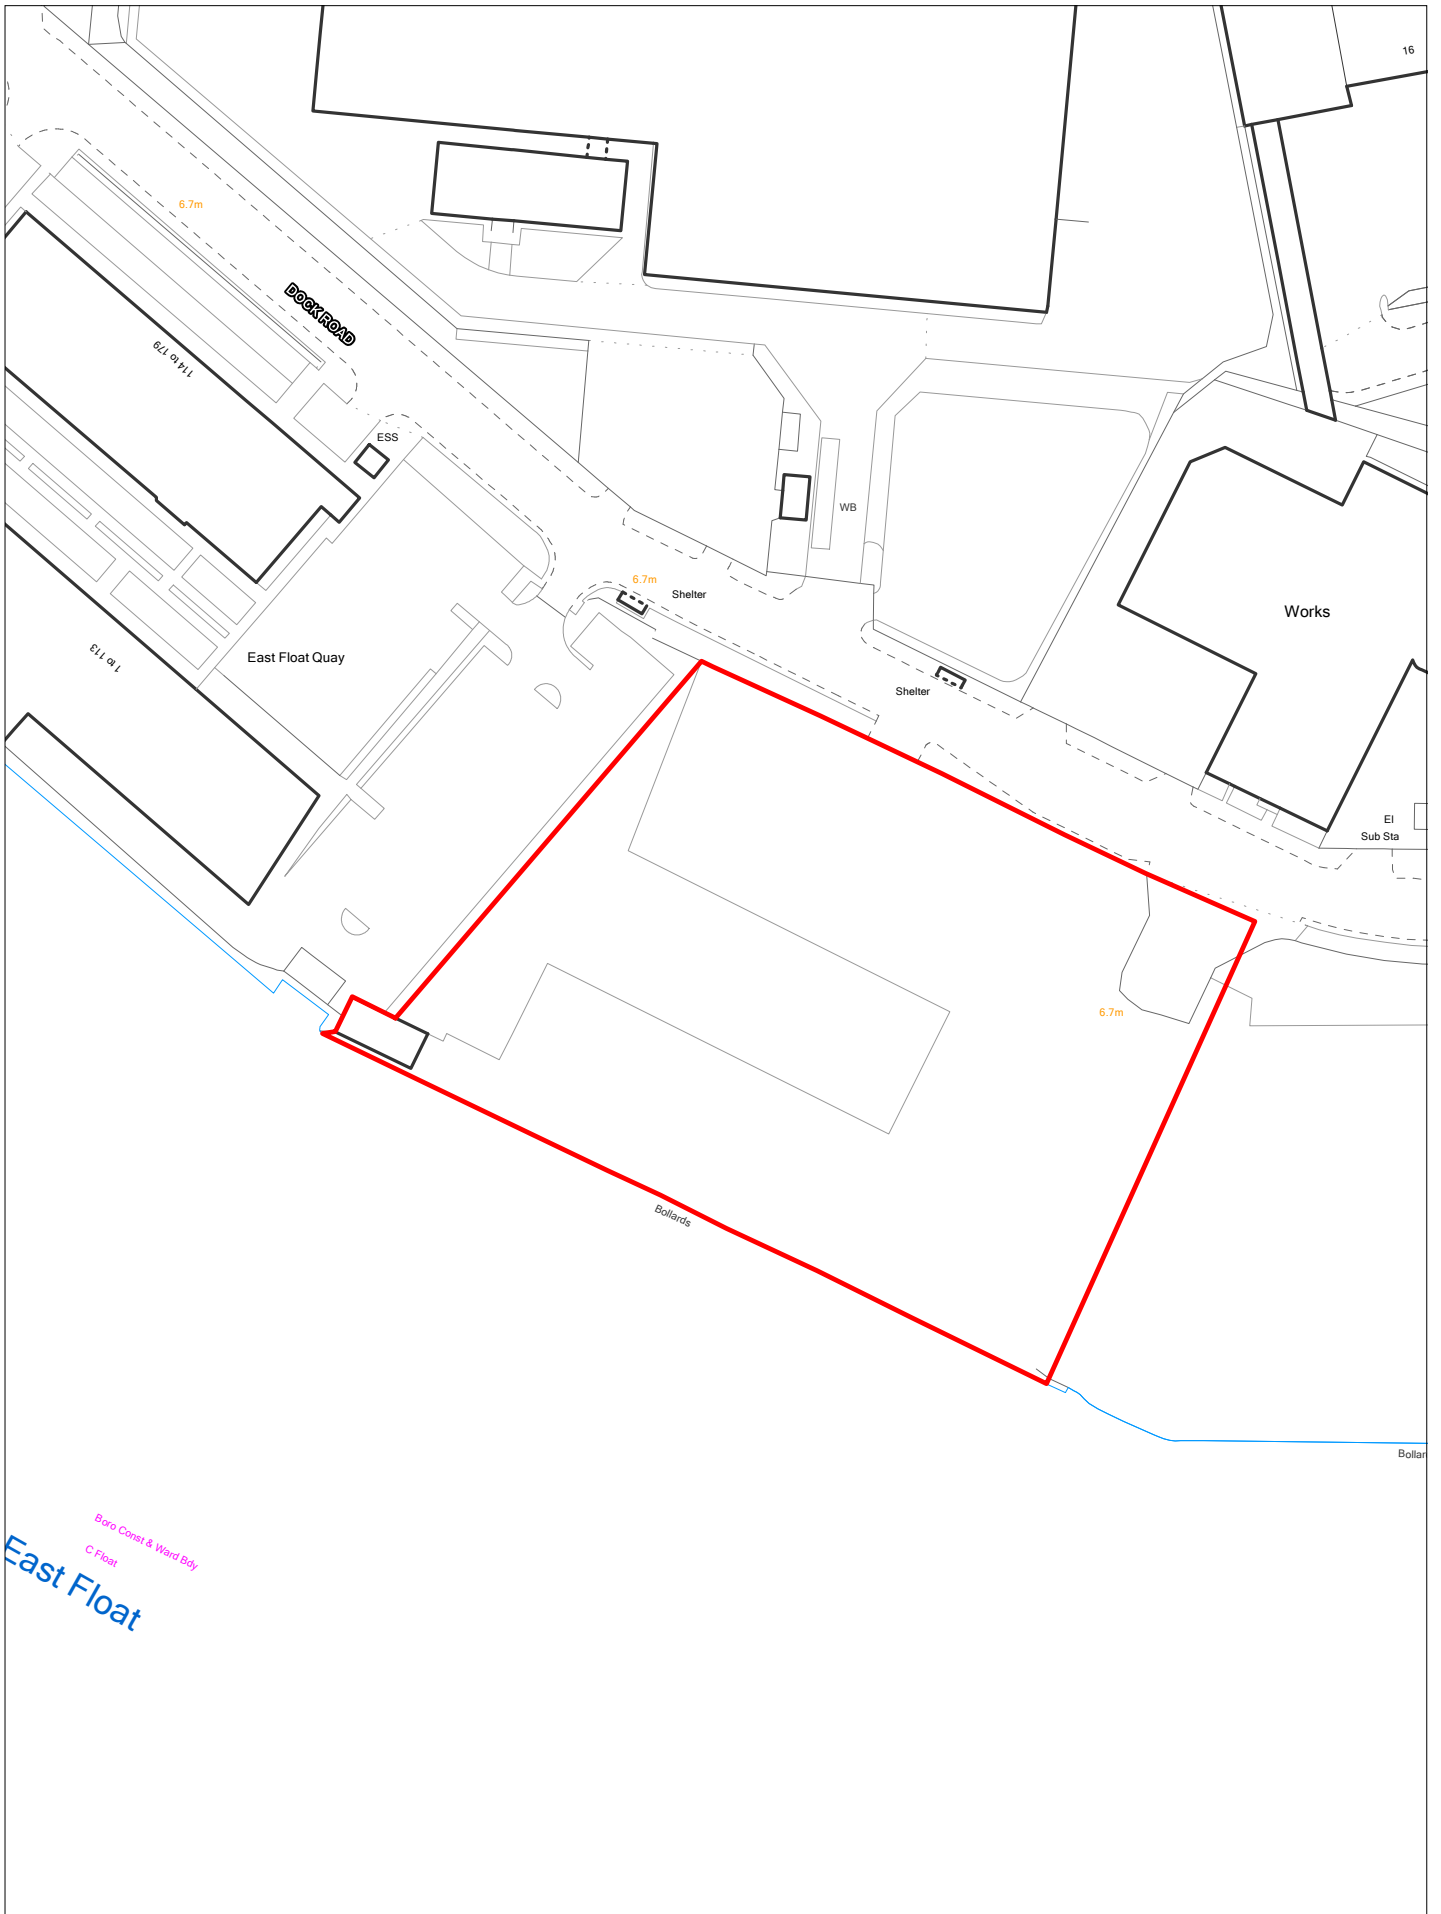 16
6.7m
DOCK ROAD
114 to 179
ESS
WB
6.7m
Shelter
Works
1 to 113
East Float Quay
Shelter
El
Sub Sta
6.7m
Bollards
Bollar
Boro Const & Ward Bdy
C Float
East Float